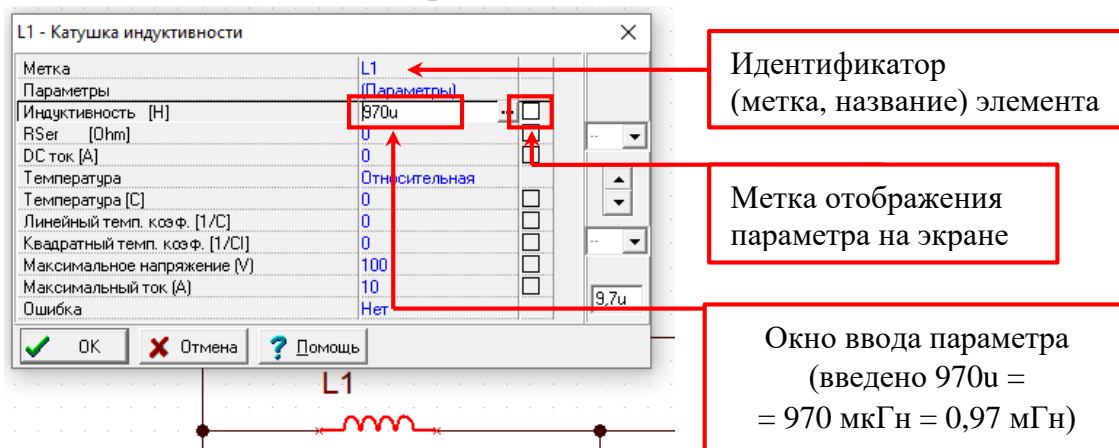 L1 - Катушка индуктивности
Метка L1
Параметры (Параметры)
Индуктивность [H] 970u ...
RSer [Ohm] 0
DC ток [A] 0
Температура Относительная
Температура [C] 0
Линейный темп. коэф. [1/C] 0
Квадратный темп. коэф. [1/CI] 0
Максимальное напряжение (V) 100
Максимальный ток (A) 10
Ошибка Нет
--
--
9,7u
OK Отмена Помощь
L1
Идентификатор
(метка, название) элемента
Метка отображения
параметра на экране
Окно ввода параметра
(введено 970u =
= 970 мкГн = 0,97 мГн)